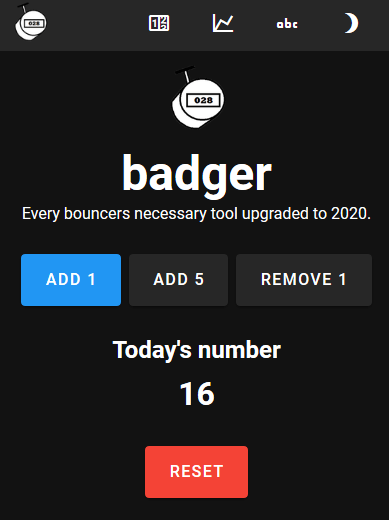 028
abc
028
badger
Every bouncers necessary tool upgraded to 2020.
ADD 1 ADD 5 REMOVE 1
Today's number
16
RESET